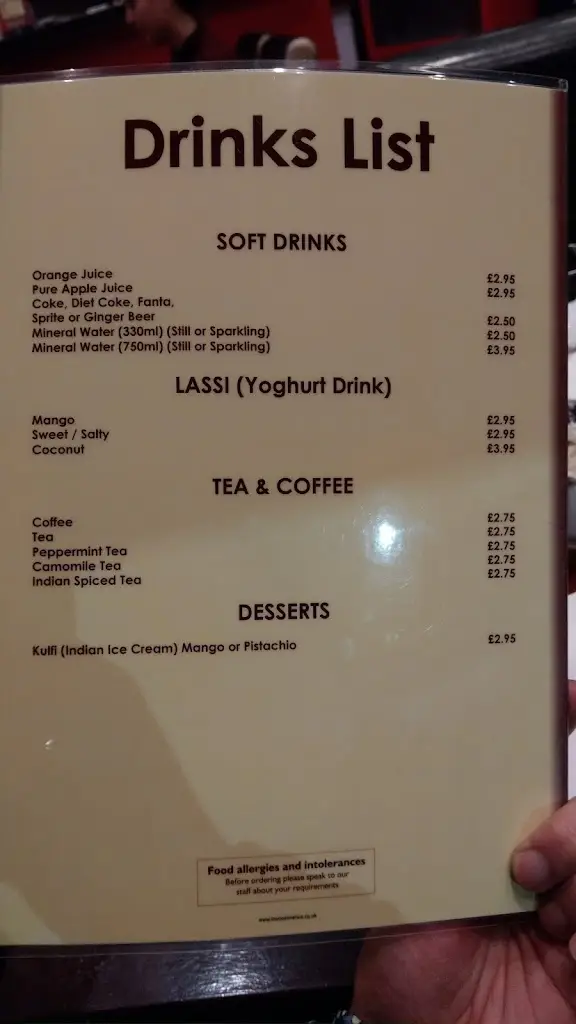 Drinks List
SOFT DRINKS
Orange Juice £2.95
Pure Apple Juice £2.95
Coke, Diet Coke, Fanta,
Sprite or Ginger Beer £2.50
Mineral Water (330ml) (Still or Sparkling) £2.50
Mineral Water (750ml) (Still or Sparkling) £3.95
LASSI (Yoghurt Drink)
Mango £2.95
Sweet / Salty £2.95
Coconut £3.95
TEA & COFFEE
Coffee £2.75
Tea £2.75
Peppermint Tea £2.75
Camomile Tea £2.75
Indian Spiced Tea £2.75
DESSERTS
Kulfi (Indian Ice Cream) Mango or Pistachio £2.95
Food allergies and intolerances
Before ordering please speak to our
staff about your requirements